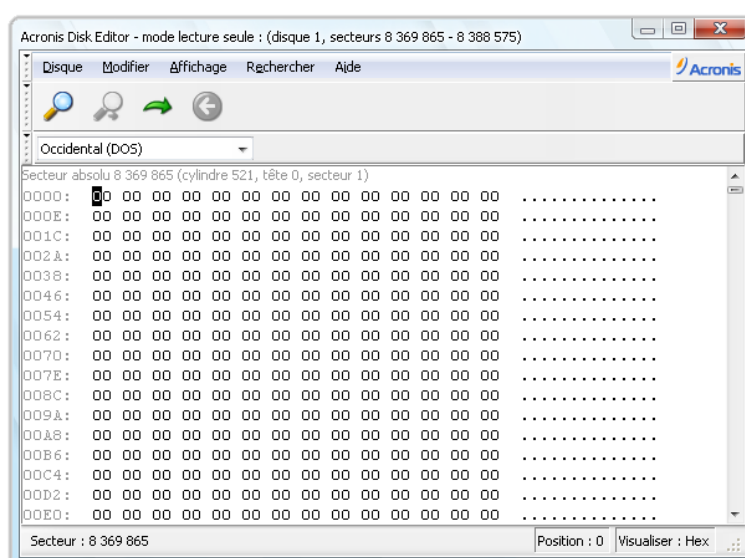 Acronis Disk Editor - mode lecture seule : (disque 1, secteurs 8 369 865 - 8 388 575)
Disque Modifier Affichage Rechercher Aide Acronis
Occidental (DOS)
Secteur absolu 8 369 865 (cylindre 521, tête 0, secteur 1)
0000: 00 00 00 00 00 00 00 00 00 00 00 00 00 00 ..............
000E: 00 00 00 00 00 00 00 00 00 00 00 00 00 00 ..............
001C: 00 00 00 00 00 00 00 00 00 00 00 00 00 00 ..............
002A: 00 00 00 00 00 00 00 00 00 00 00 00 00 00 ..............
0038: 00 00 00 00 00 00 00 00 00 00 00 00 00 00 ..............
0046: 00 00 00 00 00 00 00 00 00 00 00 00 00 00 ..............
0054: 00 00 00 00 00 00 00 00 00 00 00 00 00 00 ..............
0062: 00 00 00 00 00 00 00 00 00 00 00 00 00 00 ..............
0070: 00 00 00 00 00 00 00 00 00 00 00 00 00 00 ..............
007E: 00 00 00 00 00 00 00 00 00 00 00 00 00 00 ..............
008C: 00 00 00 00 00 00 00 00 00 00 00 00 00 00 ..............
009A: 00 00 00 00 00 00 00 00 00 00 00 00 00 00 ..............
00A8: 00 00 00 00 00 00 00 00 00 00 00 00 00 00 ..............
00B6: 00 00 00 00 00 00 00 00 00 00 00 00 00 00 ..............
00C4: 00 00 00 00 00 00 00 00 00 00 00 00 00 00 ..............
00D2: 00 00 00 00 00 00 00 00 00 00 00 00 00 00 ..............
00E0: 00 00 00 00 00 00 00 00 00 00 00 00 00 00 ..............
Secteur : 8 369 865 Position : 0 Visualiser : Hex